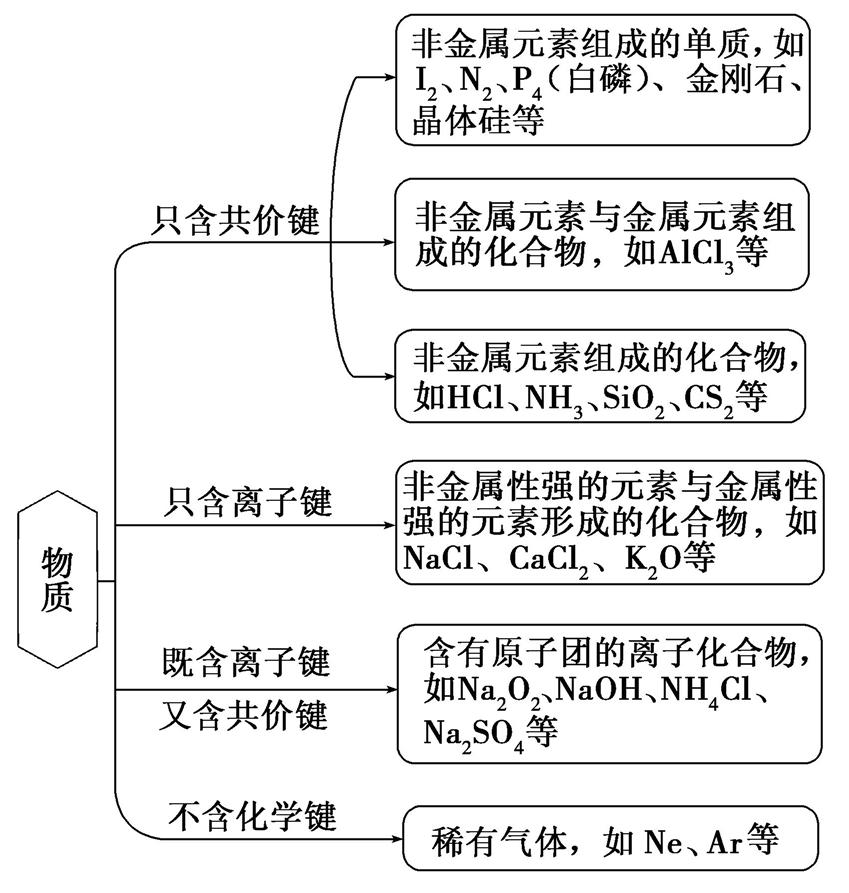 非金属元素组成的单质，如
I₂、N₂、P₄（白磷）、金刚石、
晶体硅等
只含共价键
非金属元素与金属元素组
成的化合物，如AlCl₃等
非金属元素组成的化合物，
如HCl、NH₃、SiO₂、CS₂等
只含离子键
非金属性强的元素与金属性
强的元素形成的化合物，如
NaCl、CaCl₂、K₂O等
物
质
既含离子键
又含共价键
含有原子团的离子化合物，
如Na₂O₂、NaOH、NH₄Cl、
Na₂SO₄等
不含化学键
稀有气体，如 Ne、Ar等